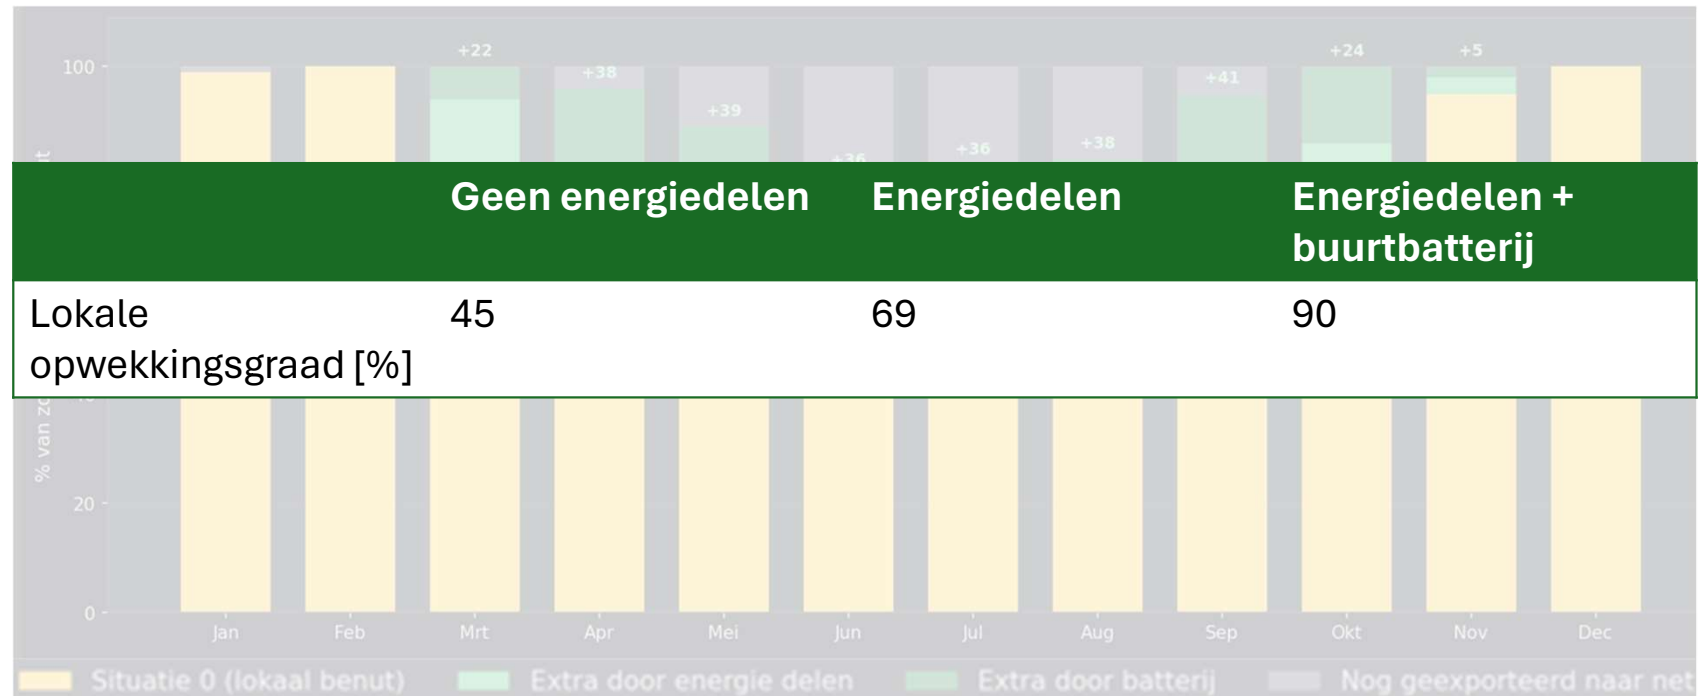 +22
+24
+5
100
+38
+41
+39
+38
+36
+36
Geen energiedelen
Energiedelen
Energiedelen +
buurtbatterij
Lokale
opwekkingsgraad [%]
45
69
90
% van
20
0
Jan
Feb
Mrt
Apr
Mei
Jun
Jul
Aug
Sep
Okt
Nov
Dec
Situatie 0 (lokaal benut)
Extra door energie delen
Extra door batterij
Nog geexporteerd naar net